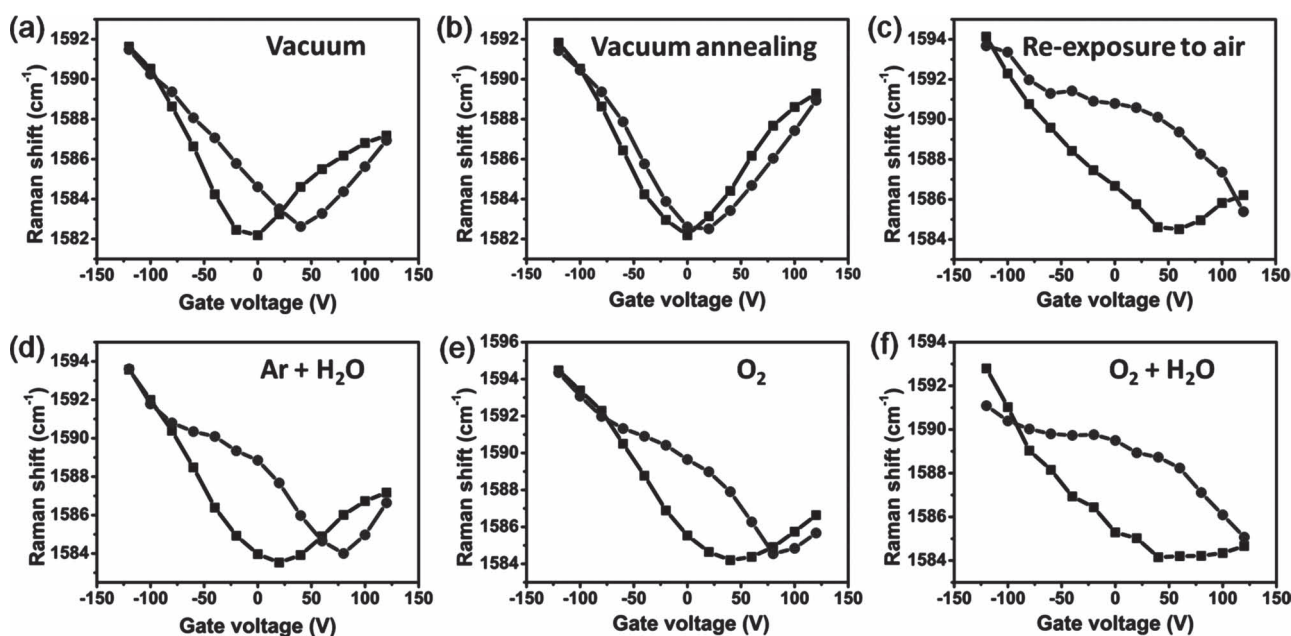 (a)
Vacuum
Raman shift (cm⁻¹)
1592
1590
1588
1586
1584
1582
-150 -100 -50 0 50 100 150
Gate voltage (V)
(b)
Vacuum annealing
Raman shift (cm⁻¹)
1592
1590
1588
1586
1584
1582
-150 -100 -50 0 50 100 150
Gate voltage (V)
(c)
Re-exposure to air
Raman shift (cm⁻¹)
1594
1592
1590
1588
1586
1584
-150 -100 -50 0 50 100 150
Gate voltage (V)
(d)
Ar + H₂O
Raman shift (cm⁻¹)
1594
1592
1590
1588
1586
1584
-150 -100 -50 0 50 100 150
Gate voltage (V)
(e)
O₂
Raman shift (cm⁻¹)
1596
1594
1592
1590
1588
1586
1584
1583
-150 -100 -50 0 50 100 150
Gate voltage (V)
(f)
O₂ + H₂O
Raman shift (cm⁻¹)
1594
1592
1590
1588
1585
1584
-150 -100 -50 0 50 100 150
Gate voltage (V)